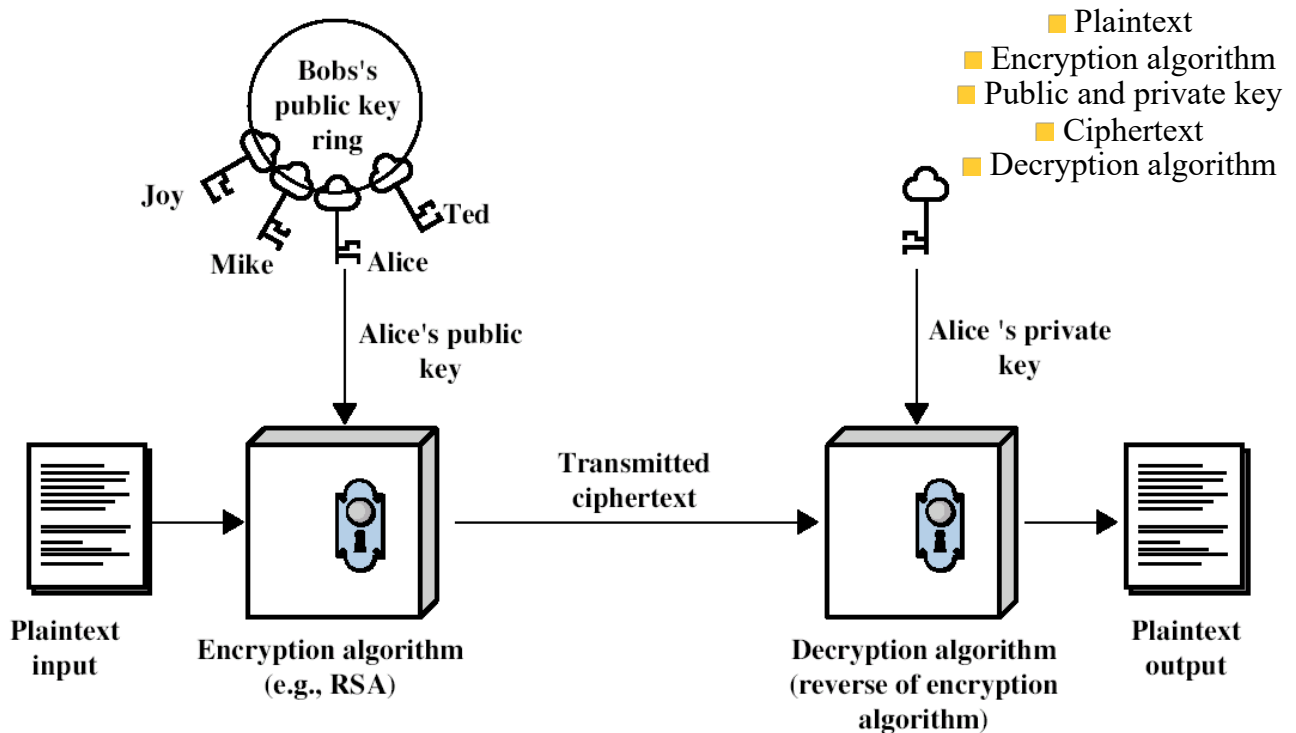 Plaintext
Encryption algorithm
Public and private key
Ciphertext
Decryption algorithm
Bobs's
public key
ring
Joy
Mike
Alice
Ted
Alice's public
key
Alice 's private
key
Transmitted
ciphertext
Plaintext
input
Encryption algorithm
(e.g., RSA)
Decryption algorithm
(reverse of encryption
algorithm)
Plaintext
output